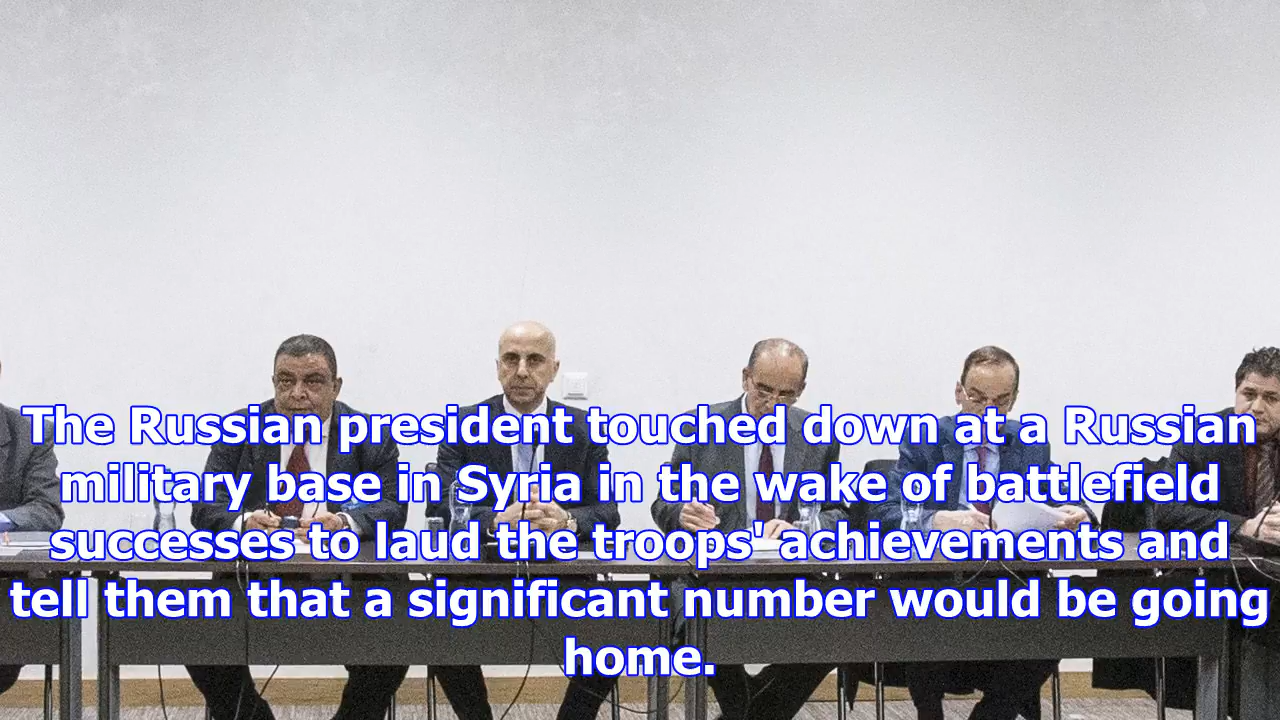 The Russian president touched down at a Russian
military base in Syria in the wake of battlefield
successes to laud the troops' achievements and
tell them that a significant number would be going
home.